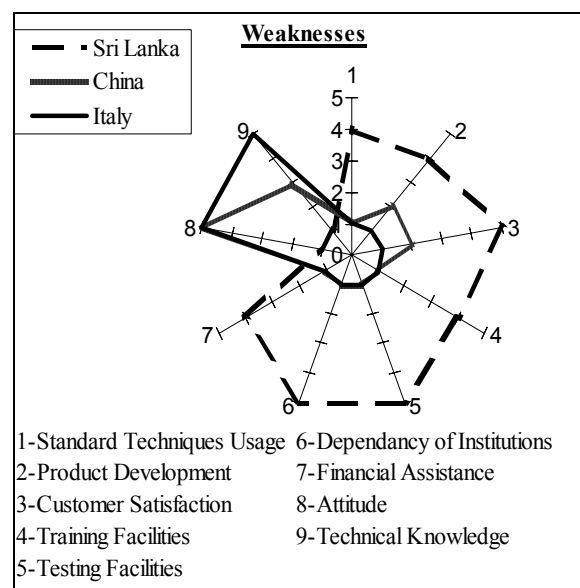 Weaknesses
Sri Lanka
China
Italy
1
2
3
4
5
6
7
8
9
5
4
3
2
1
0
1-Standard Techniques Usage 6-Dependancy of Institutions
2-Product Development 7-Financial Assistance
3-Customer Satisfaction 8-Attitude
4-Training Facilities 9-Technical Knowledge
5-Testing Facilities